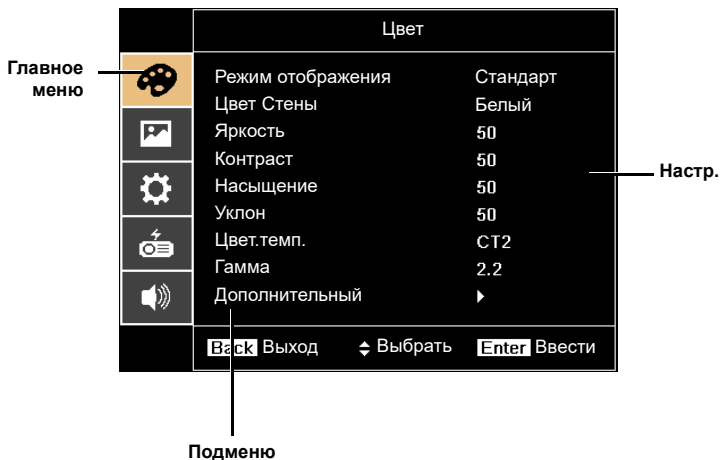 Цвет
Главное
меню
Режим отображения Стандарт
Цвет Стены Белый
Яркость 50
Контраст 50
Насыщение 50
Уклон 50
Цвет.темп. CT2
Гамма 2.2
Дополнительный
Настр.
Back Выход Выбрать Enter Ввести
Подменю